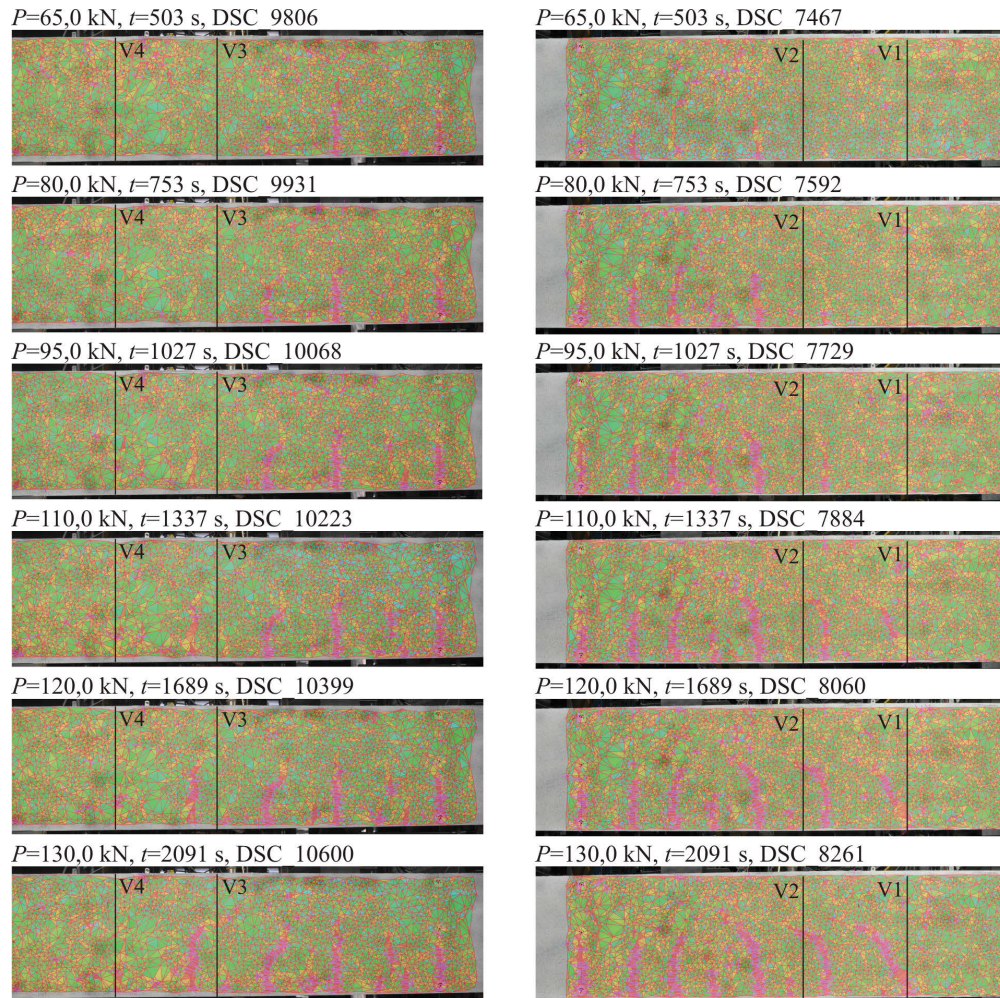 P=65,0 kN, t=503 s, DSC_9806
V4 V3
P=65,0 kN, t=503 s, DSC_7467
V2 V1
P=80,0 kN, t=753 s, DSC_9931
V4 V3
P=80,0 kN, t=753 s, DSC_7592
V2 V1
P=95,0 kN, t=1027 s, DSC_10068
V4 V3
P=95,0 kN, t=1027 s, DSC_7729
V2 V1
P=110,0 kN, t=1337 s, DSC_10223
V4 V3
P=110,0 kN, t=1337 s, DSC_7884
V2 V1
P=120,0 kN, t=1689 s, DSC_10399
V4 V3
P=120,0 kN, t=1689 s, DSC_8060
V2 V1
P=130,0 kN, t=2091 s, DSC_10600
V4 V3
P=130,0 kN, t=2091 s, DSC_8261
V2 V1